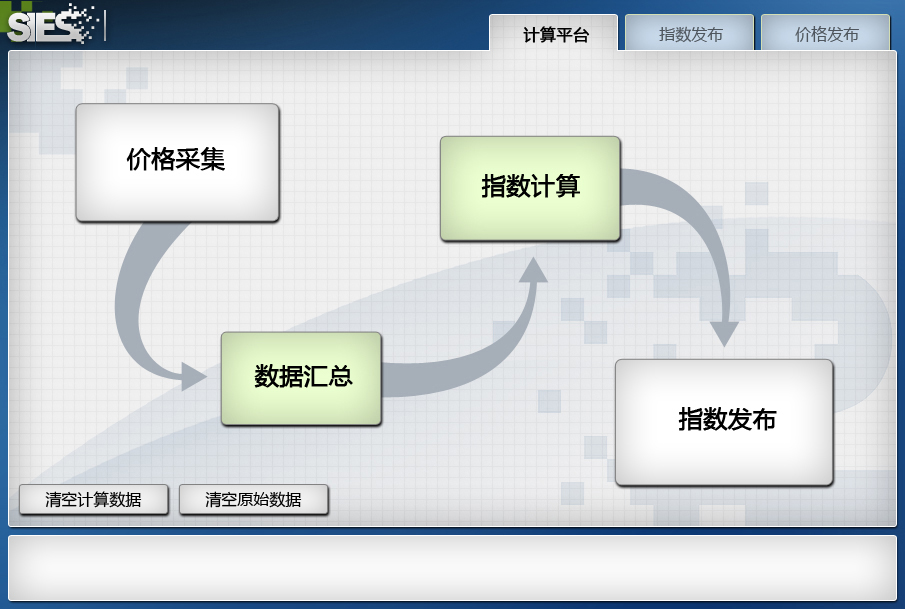 SIES
计算平台
指数发布
价格发布
价格采集
指数计算
数据汇总
指数发布
清空计算数据
清空原始数据